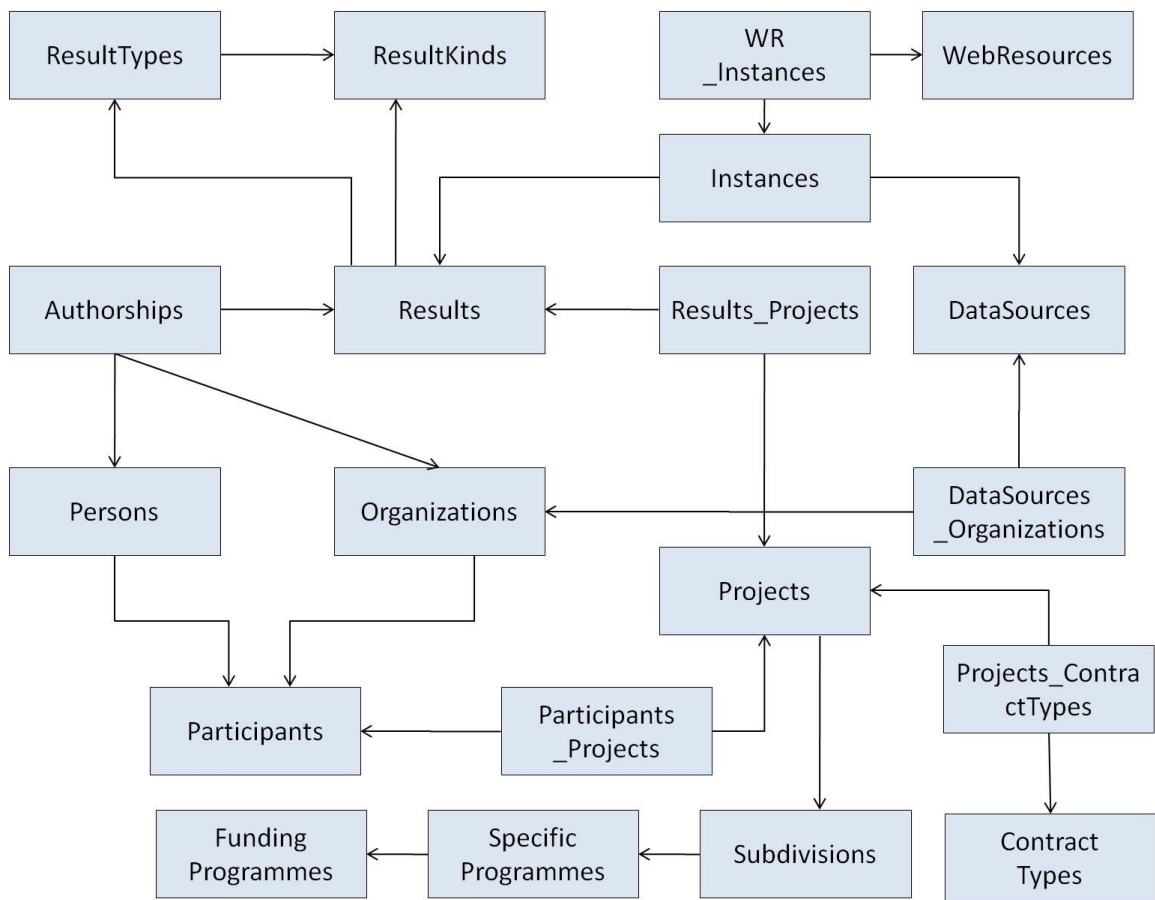 ResultTypes
ResultKinds
WR
_Instances
WebResources
Instances
Authorships
Results
Results_Projects
DataSources
Persons
Organizations
DataSources
_Organizations
Projects
Projects_Contra
ctTypes
Participants
Participants
_Projects
Funding
Programmes
Specific
Programmes
Subdivisions
Contract
Types